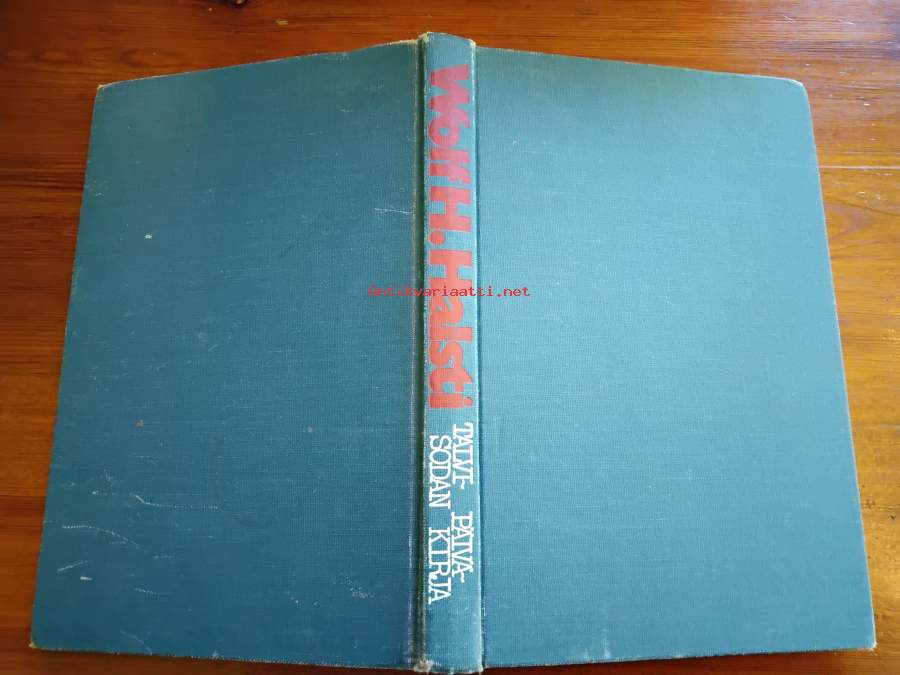 Wolf H. Halsti
TALVI- PÄIVÄ-
SODAN KIRJA
antikvariaatti.net